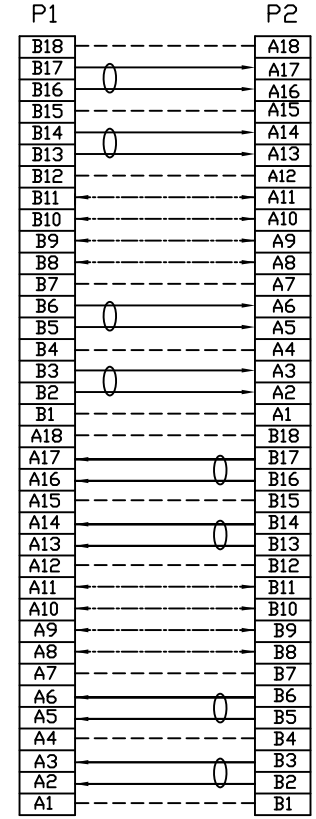 P1 P2
B18 A18
B17 A17
B16 A16
B15 A15
B14 A14
B13 A13
B12 A12
B11 A11
B10 A10
B9 A9
B8 A8
B7 A7
B6 A6
B5 A5
B4 A4
B3 A3
B2 A2
B1 A1
A18 B18
A17 B17
A16 B16
A15 B15
A14 B14
A13 B13
A12 B12
A11 B11
A10 B10
A9 B9
A8 B8
A7 B7
A6 B6
A5 B5
A4 B4
A3 B3
A2 B2
A1 B1